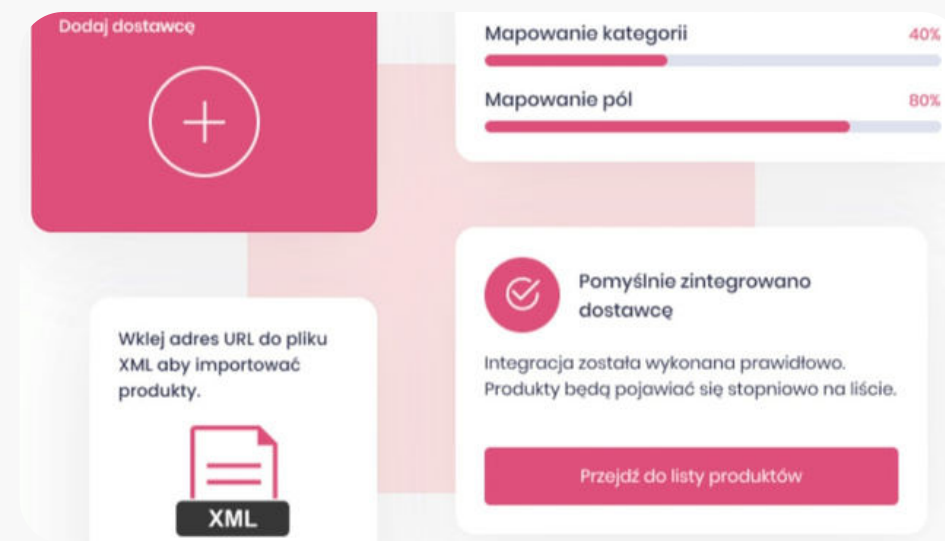 Dodaj dostawcę
Mapowanie kategorii 40%
Mapowanie pól 80%
Pomyślnie zintegrowano
dostawcę
Integracja została wykonana prawidłowo.
Produkty będą pojawiać się stopniowo na liście.
Przejdź do listy produktów
Wklej adres URL do pliku
XML aby importować
produkty.
XML